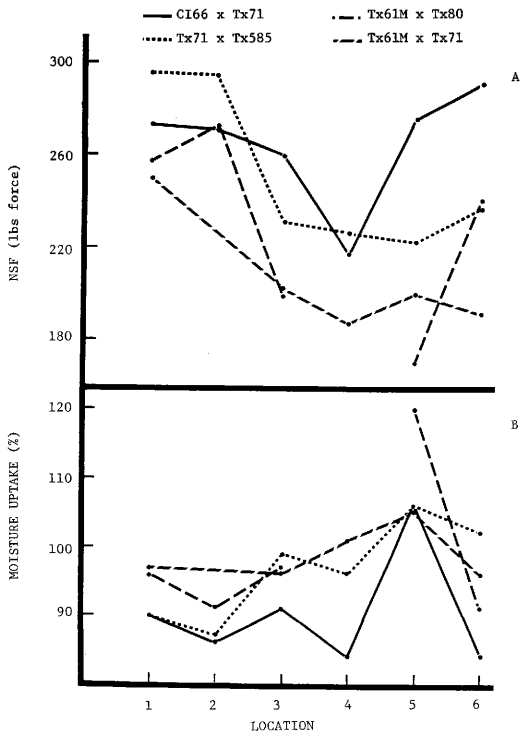 CI66 x Tx71
Tx61M x Tx80
Tx71 x Tx585
Tx61M x Tx71
A
300
260
220
180
NSF (lbs force)
B
120
110
100
90
MOISTURE UPTAKE (%)
1 2 3 4 5 6
LOCATION